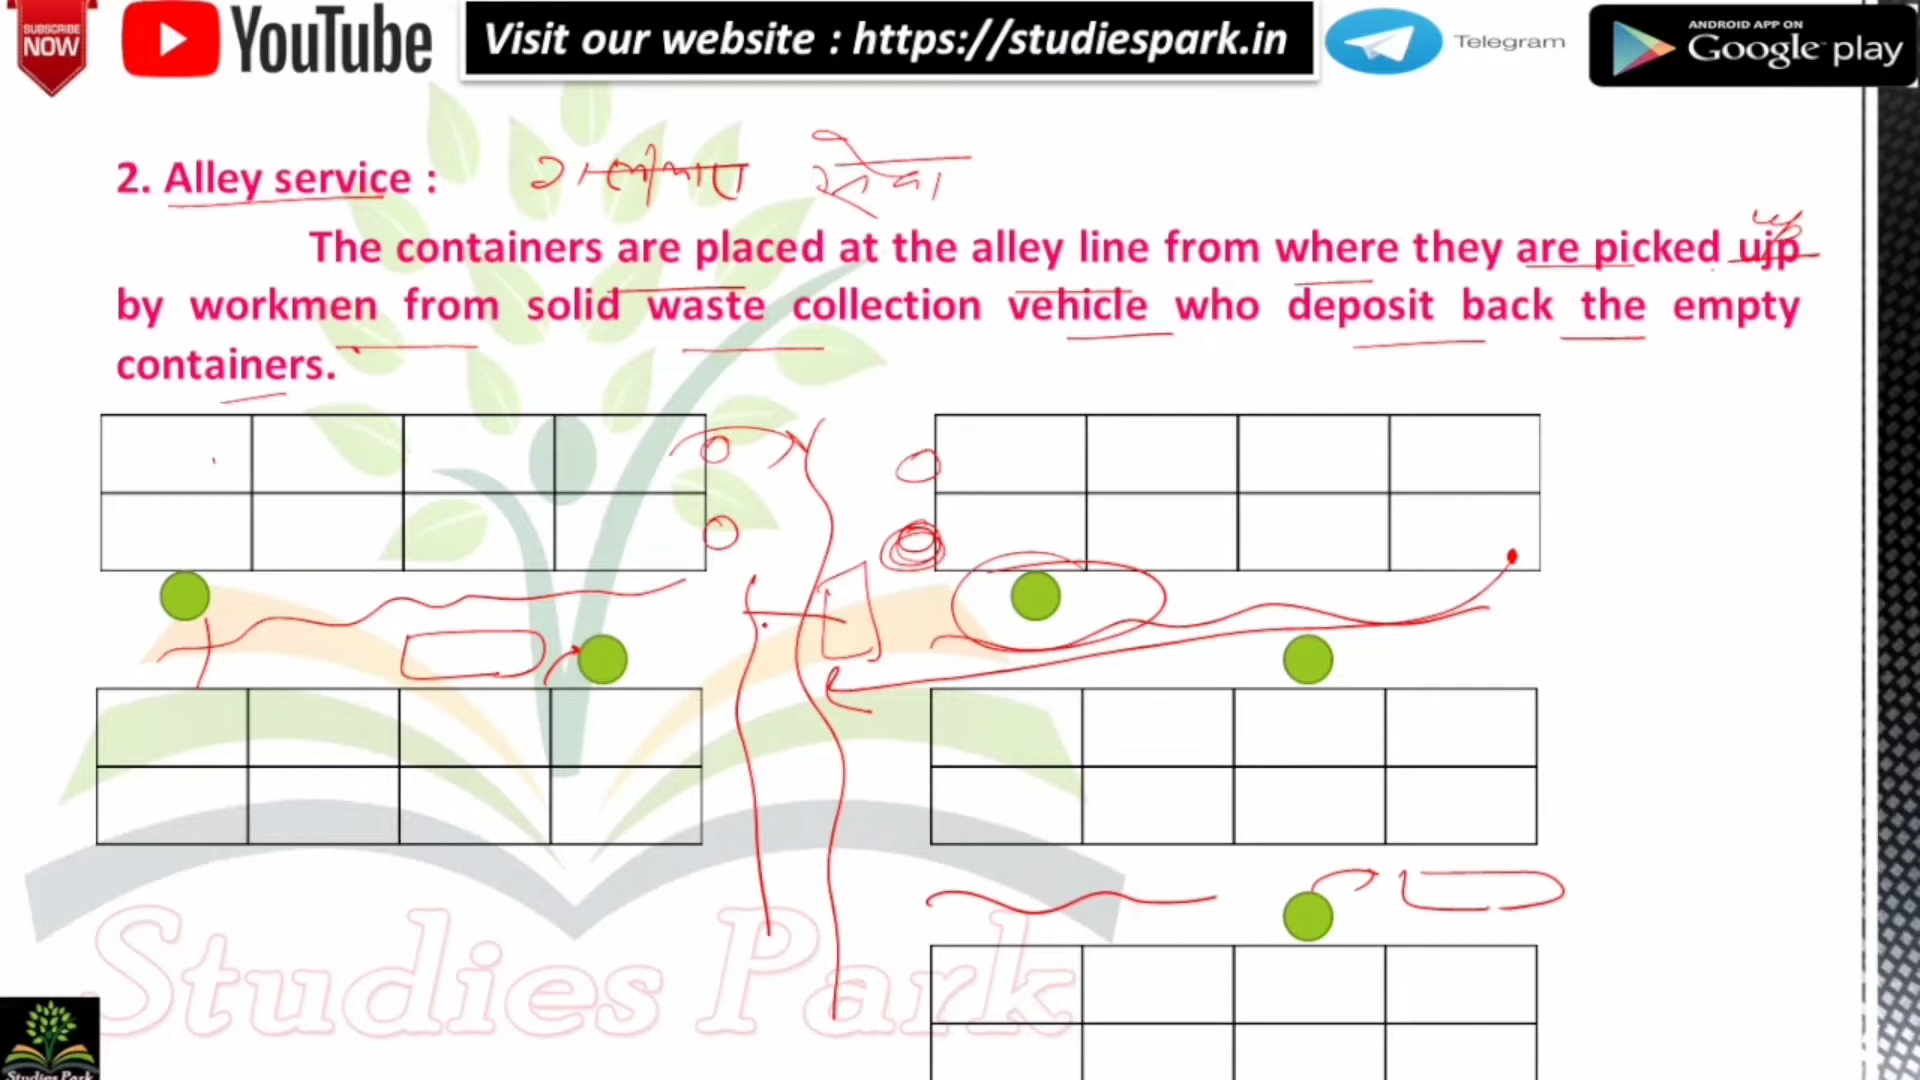 SUBSCRIBE
NOW
YouTube
Visit our website : https://studiespark.in
Telegram
ANDROID APP ON
Google play
2. Alley service :
The containers are placed at the alley line from where they are picked ujp
up
by workmen from solid waste collection vehicle who deposit back the empty
containers.
Studies Park
Studies Park